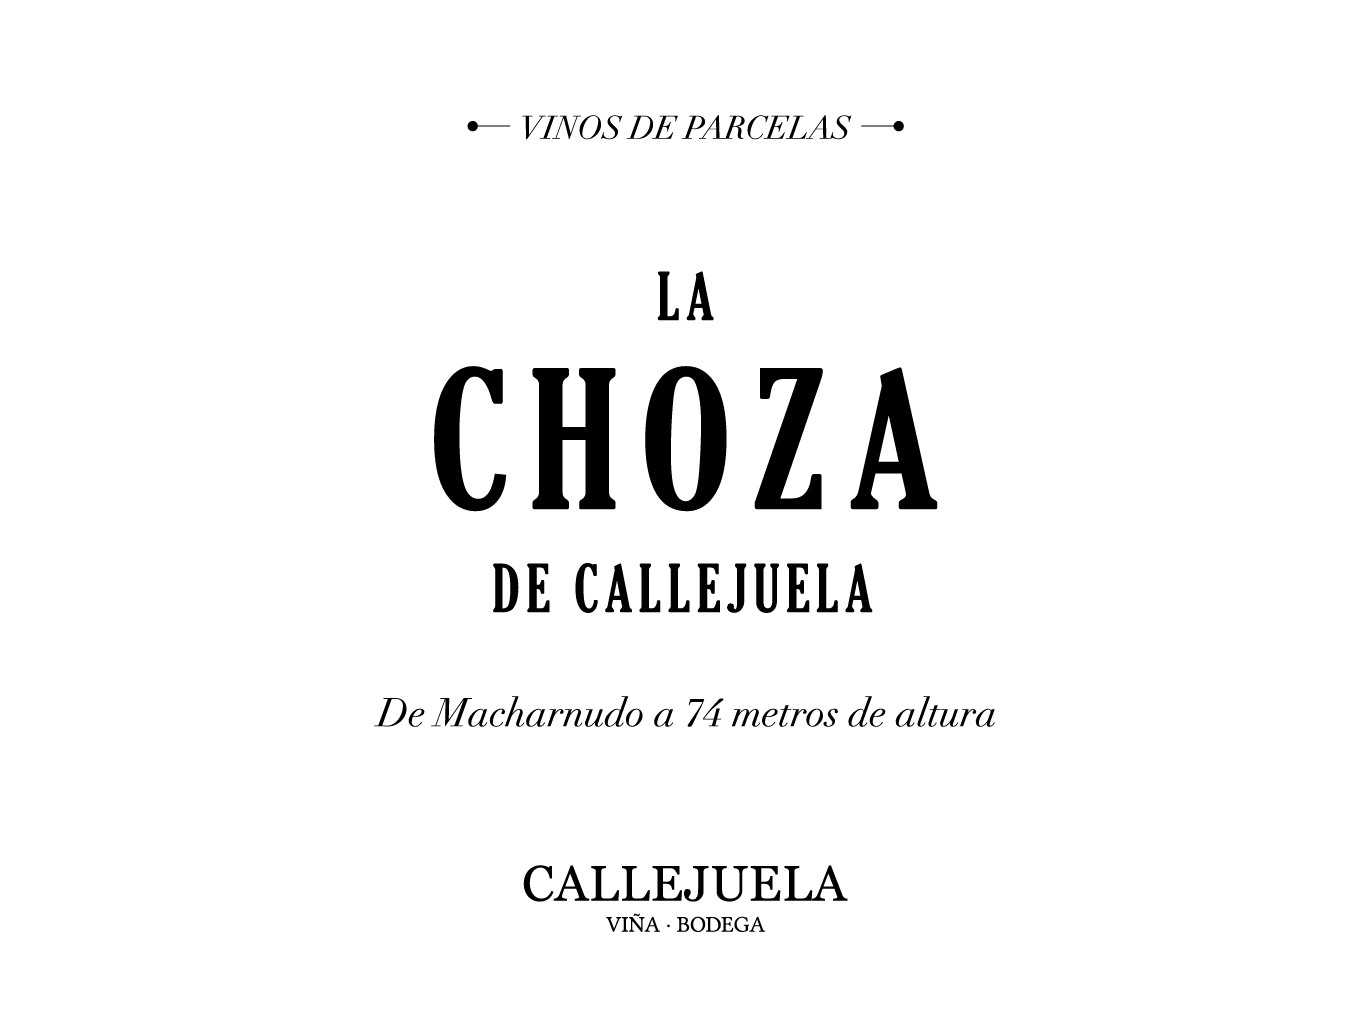 VINOS DE PARCELAS
LA
CHOZA
DE CALLEJUELA
De Macharnudo a 74 metros de altura
CALLEJUELA
VIÑA · BODEGA